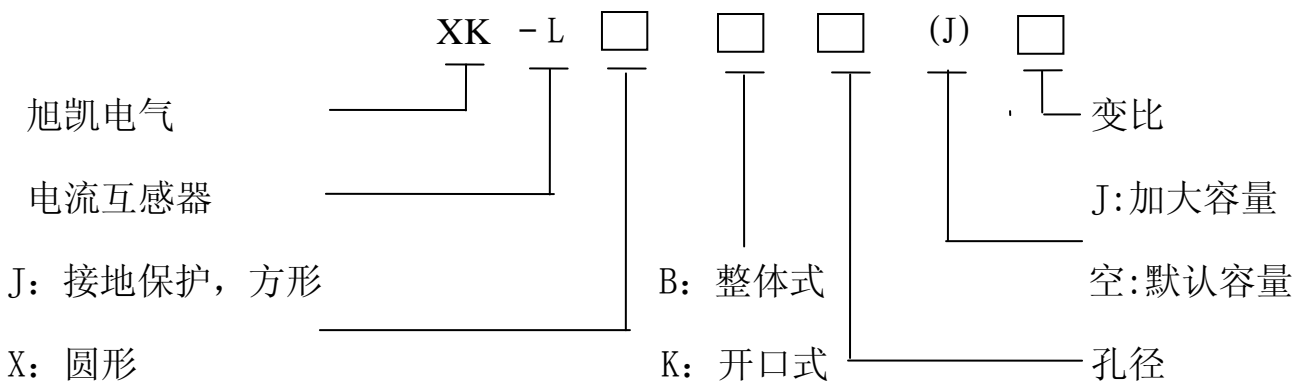 XK -L □ □ □ (J) □
旭凯电气 变比
电流互感器 J:加大容量
J：接地保护，方形 B：整体式 空:默认容量
X：圆形 K：开口式 孔径